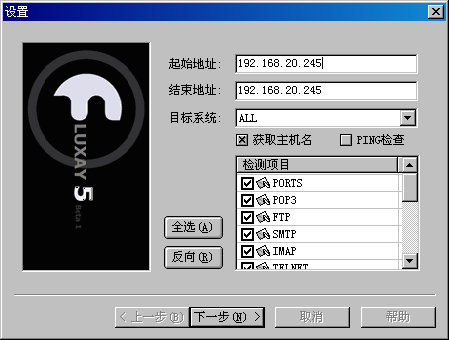 设置
起始地址: 192.168.20.245
结束地址: 192.168.20.245
目标系统: ALL
获取主机名 PING检查
检测项目
PORTS
POP3
FTP
SMTP
IMAP
TELNET
全选(A)
反向(R)
FLUXAY 5 Beta 1
< 上一步(B) 下一步(N) > 取消 帮助